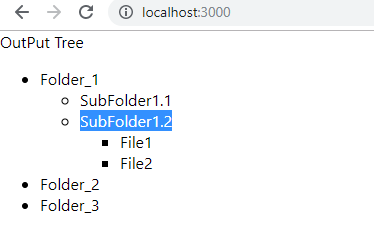 localhost:3000
OutPut Tree
Folder_1
SubFolder1.1
SubFolder1.2
File1
File2
Folder_2
Folder_3